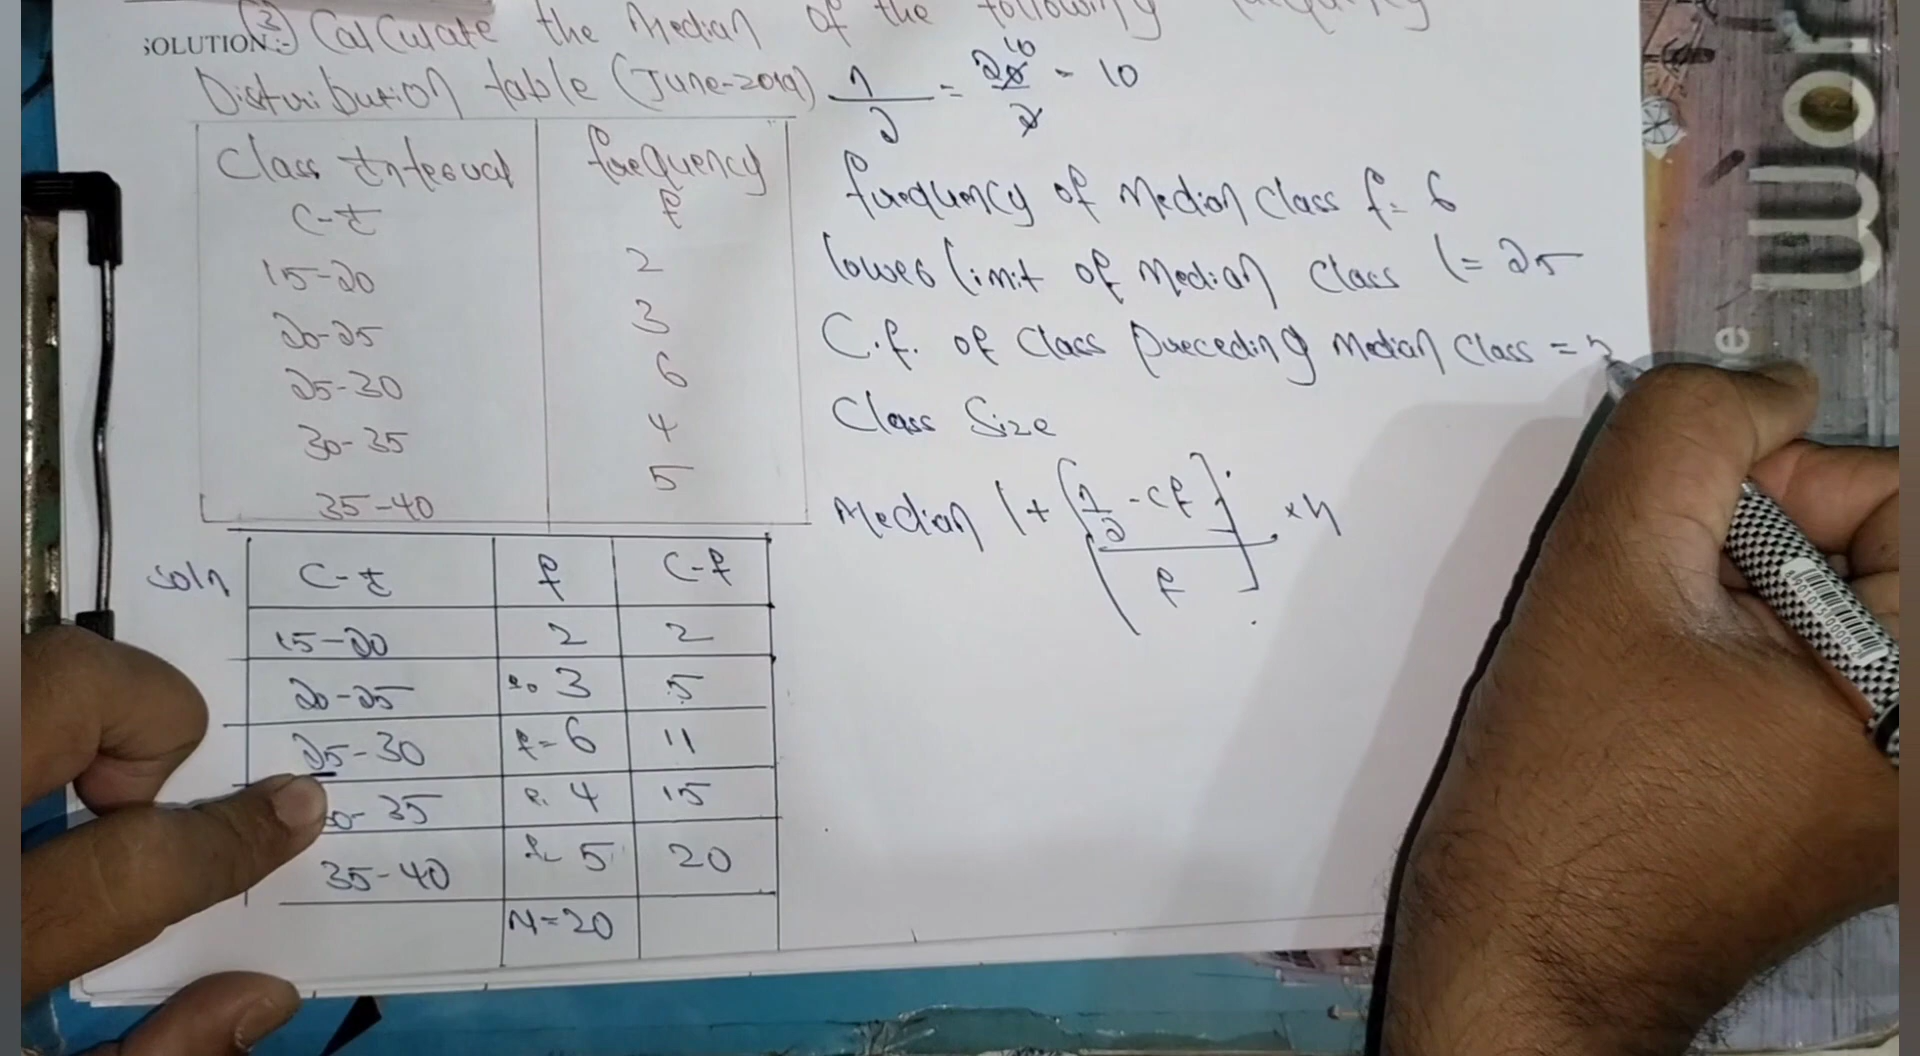 (3) Calculate the Median of the following frequency
SOLUTION:-
Distribution table (June-2019)
Class Interval frequency
C-I f
15-20 2
20-25 3
25-30 6
30-35 4
35-40 5
soln C-I f C-f
15-20 2 2
20-25 f0 3 5
25-30 f= 6 11
30-35 f. 4 15
35-40 f- 5 20
N=20
n/2 = 20/2 - 10
10
frequency of Median Class f= 6
lower limit of Median Class l= 25
C.f. of Class preceding Median Class =
Class Size
Median l + [n/2 - cf / f] × h
Wor
e